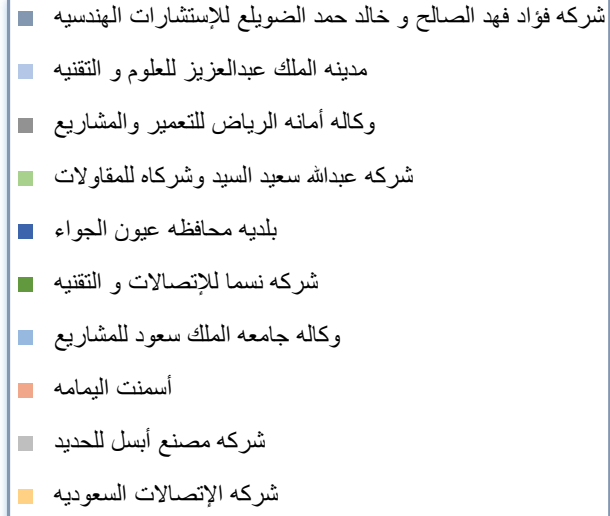 شركه فؤاد فهد الصالح و خالد حمد الضويلع للإستشارات الهندسيه
مدينه الملك عبدالعزيز للعلوم و التقنيه
وكاله أمانه الرياض للتعمير والمشاريع
شركه عبدالله سعيد السيد وشركاه للمقاولات
بلديه محافظه عيون الجواء
شركه نسما للإتصالات و التقنيه
وكاله جامعه الملك سعود للمشاريع
أسمنت اليمامه
شركه مصنع أبسل للحديد
شركه الإتصالات السعوديه